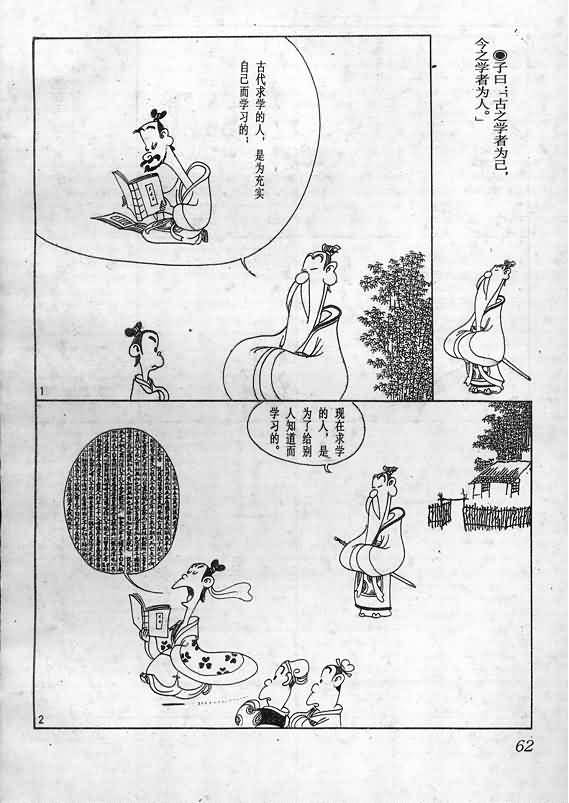 ●子曰：「古之学者为己，
今之学者为人。」
古代求学的人，是为充实
自己而学习的；
1
现在求学
的人，是
为了给别
人知道而
学习的。
2
62